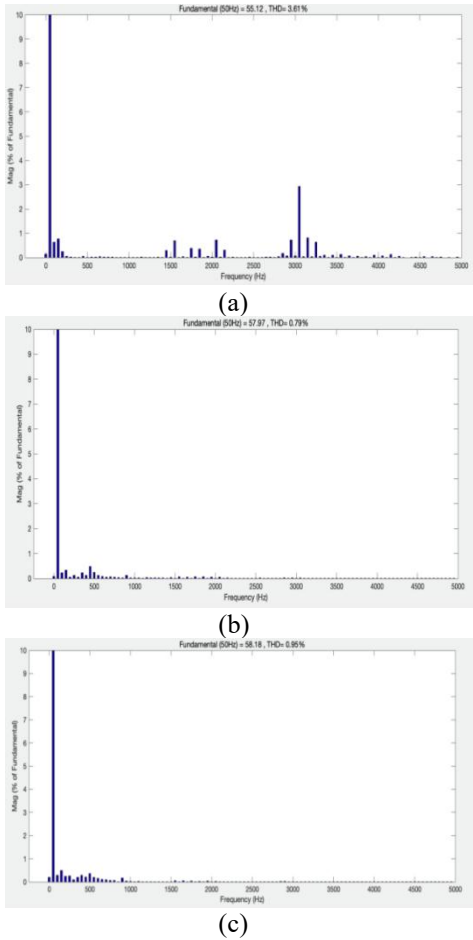 Fundamental (50Hz) = 55.12 , THD= 3.61%
10
9
8
7
6
5
4
3
2
1
0
Mag (% of Fundamental)
0 500 1000 1500 2000 2500 3000 3500 4000 4500 5000
Frequency (Hz)
(a)
Fundamental (50Hz) = 57.97 , THD= 0.79%
10
9
8
7
6
5
4
3
2
1
0
Mag (% of Fundamental)
0 500 1000 1500 2000 2500 3000 3500 4000 4500 5000
Frequency (Hz)
(b)
Fundamental (50Hz) = 58.18 , THD= 0.95%
10
9
8
7
6
5
4
3
2
1
0
Mag (% of Fundamental)
0 500 1000 1500 2000 2500 3000 3500 4000 4500 5000
Frequency (Hz)
(c)